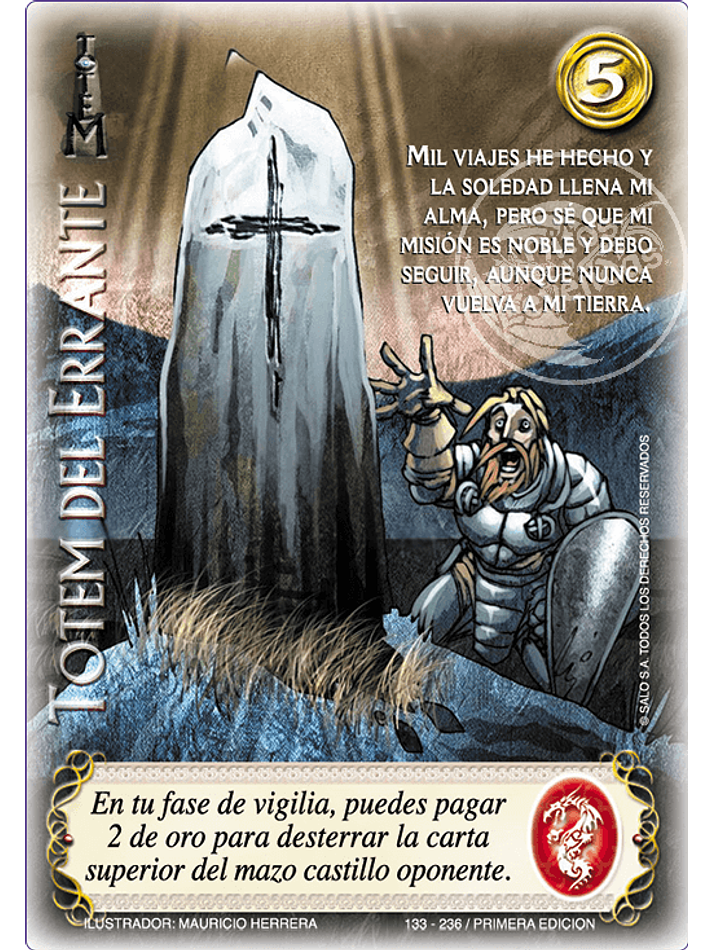 TOTEM
5
TOTEM DEL ERRANTE
MIL VIAJES HE HECHO Y
LA SOLEDAD LLENA MI
ALMA, PERO SÉ QUE MI
MISIÓN ES NOBLE Y DEBO
SEGUIR, AUNQUE NUNCA
VUELVA A MI TIERRA.
© SALO S.A. TODOS LOS DERECHOS RESERVADOS
En tu fase de vigilia, puedes pagar
2 de oro para desterrar la carta
superior del mazo castillo oponente.
ILUSTRADOR: MAURICIO HERRERA
133 - 236 / PRIMERA EDICION